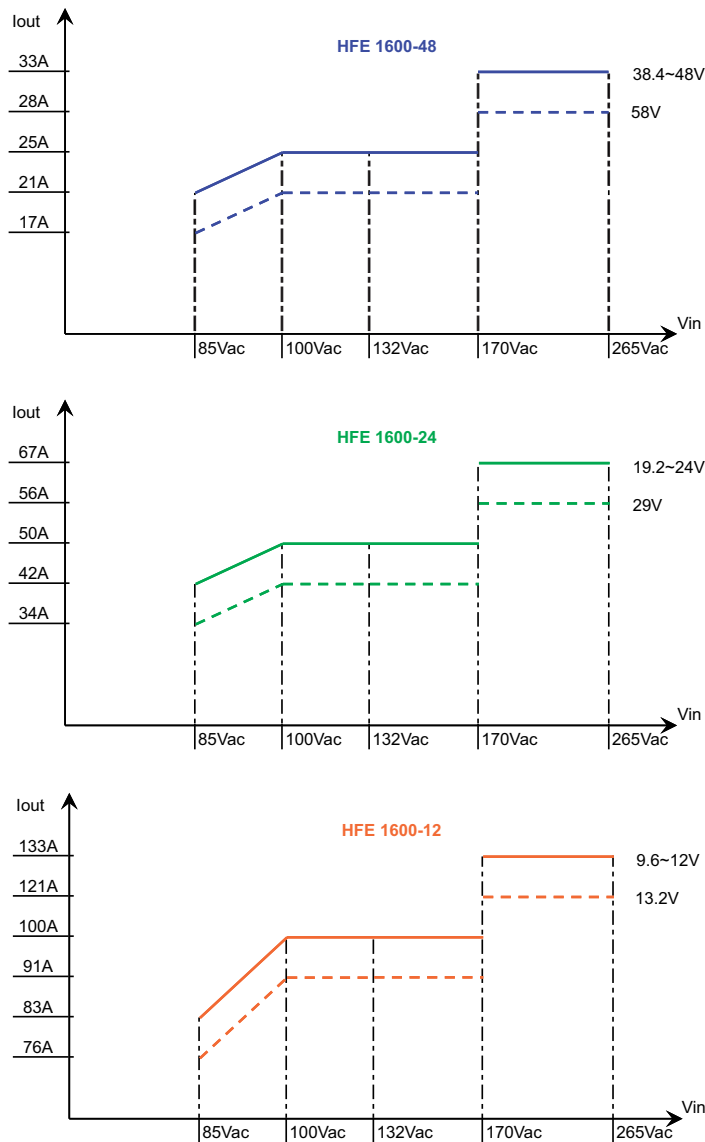 Iout
HFE 1600-48
33A
38.4~48V
28A
58V
25A
21A
17A
Vin
85Vac 100Vac 132Vac 170Vac 265Vac
Iout
HFE 1600-24
67A
19.2~24V
56A
29V
50A
42A
34A
Vin
85Vac 100Vac 132Vac 170Vac 265Vac
Iout
HFE 1600-12
133A
9.6~12V
121A
13.2V
100A
91A
83A
76A
Vin
85Vac 100Vac 132Vac 170Vac 265Vac